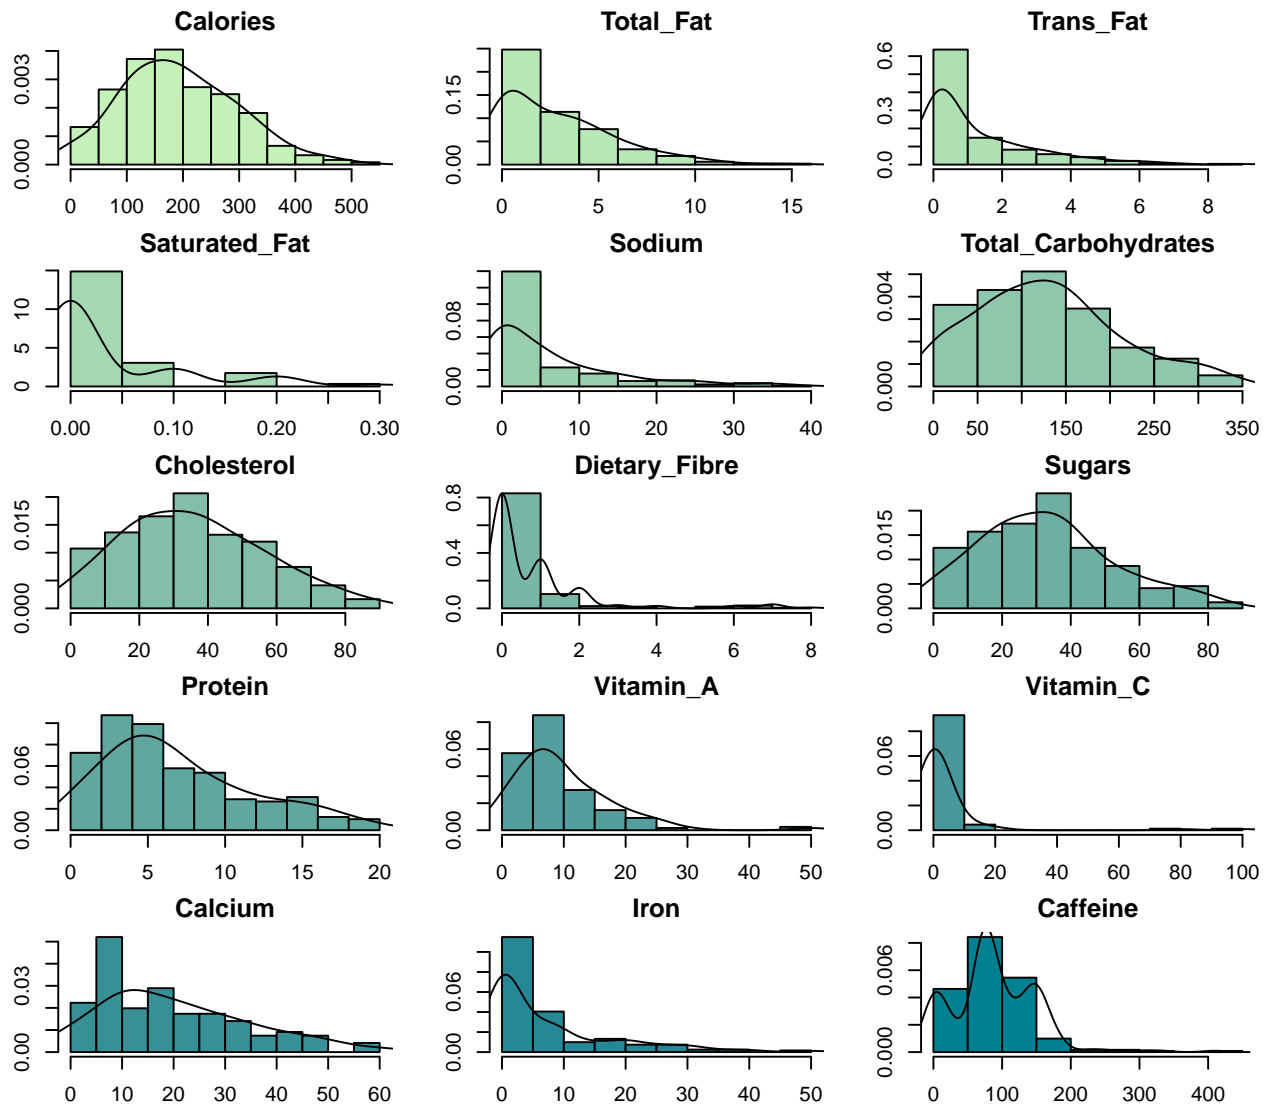 Calories
0.000 0.003
0 100 200 300 400 500
Total_Fat
0.00 0.15
0 5 10 15
Trans_Fat
0.0 0.3 0.6
0 2 4 6 8
Saturated_Fat
0 5 10
0.00 0.10 0.20 0.30
Sodium
0.00 0.08
0 10 20 30 40
Total_Carbohydrates
0.000 0.004
0 50 150 250 350
Cholesterol
0.000 0.015
0 20 40 60 80
Dietary_Fibre
0.0 0.4 0.8
0 2 4 6 8
Sugars
0.000 0.015
0 20 40 60 80
Protein
0.00 0.06
0 5 10 15 20
Vitamin_A
0.00 0.06
0 10 20 30 40 50
Vitamin_C
0.00 0.06
0 20 40 60 80 100
Calcium
0.00 0.03
0 10 20 30 40 50 60
Iron
0.00 0.06
0 10 20 30 40 50
Caffeine
0.000 0.006
0 100 200 300 400